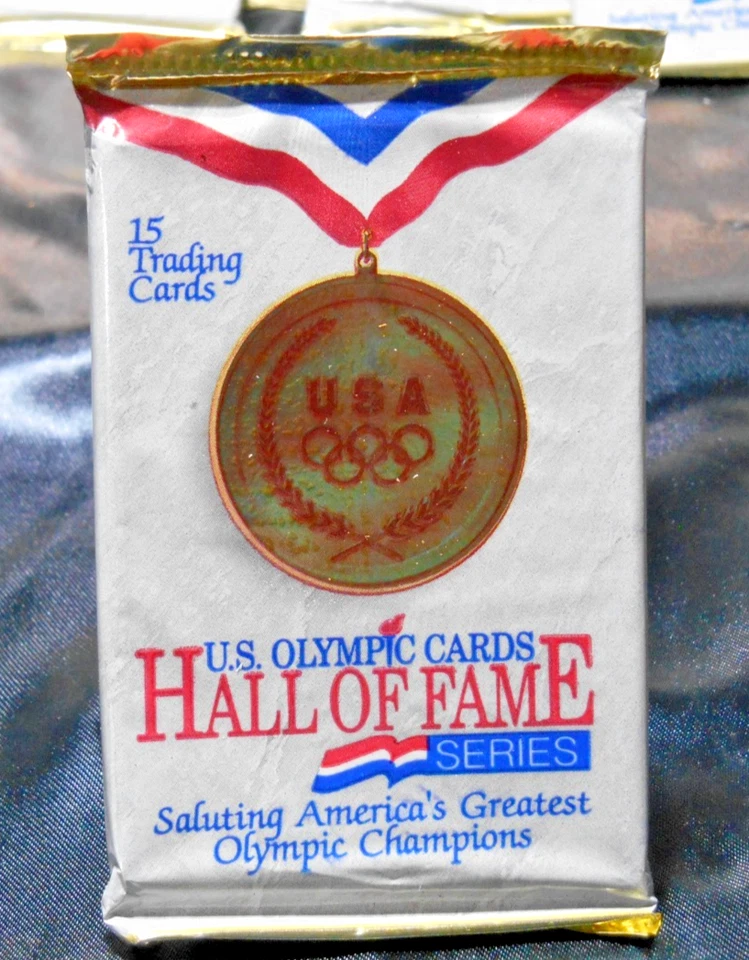 15
Trading
Cards
USA
U.S. OLYMPIC CARDS
HALL OF FAME
SERIES
Saluting America's Greatest
Olympic Champions